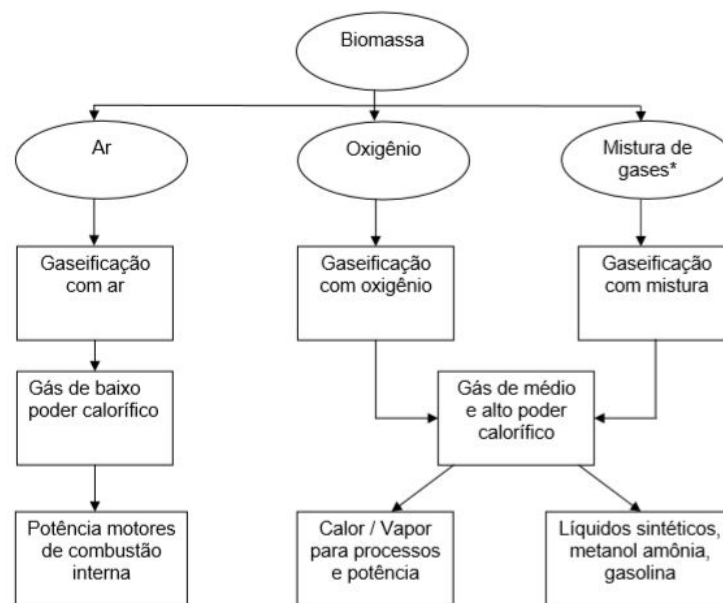 Biomassa
Ar
Oxigênio
Mistura de
gases*
Gaseificação
com ar
Gaseificação
com oxigênio
Gaseificação
com mistura
Gás de baixo
poder calorífico
Gás de médio
e alto poder
calorífico
Potência motores
de combustão
interna
Calor / Vapor
para processos
e potência
Líquidos sintéticos,
metanol amônia,
gasolina